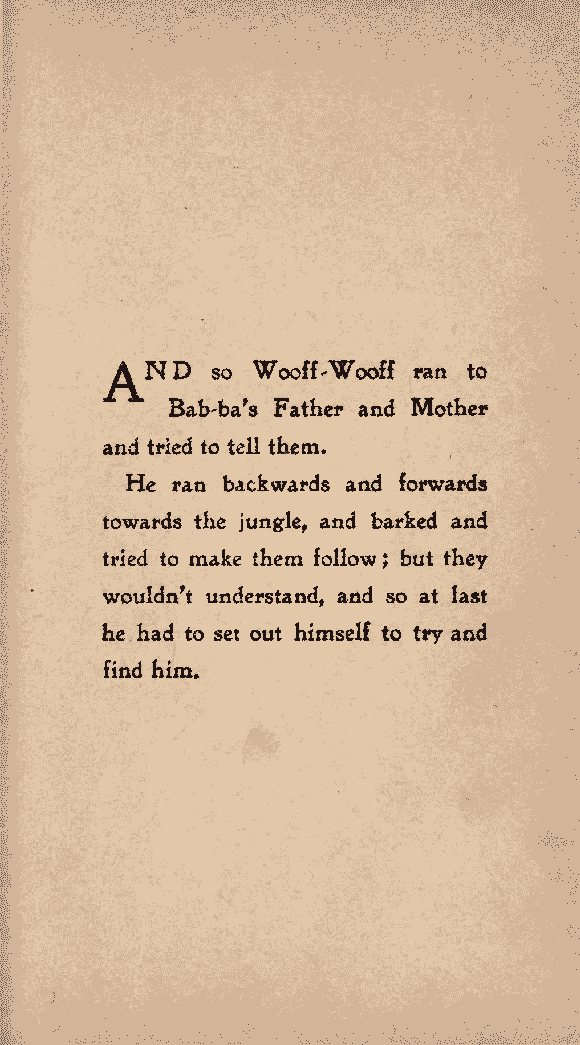 AND so Wooff-Wooff ran to
Bab-ba's Father and Mother
and tried to tell them.
He ran backwards and forwards
towards the jungle, and barked and
tried to make them follow; but they
wouldn't understand, and so at last
he had to set out himself to try and
find him.